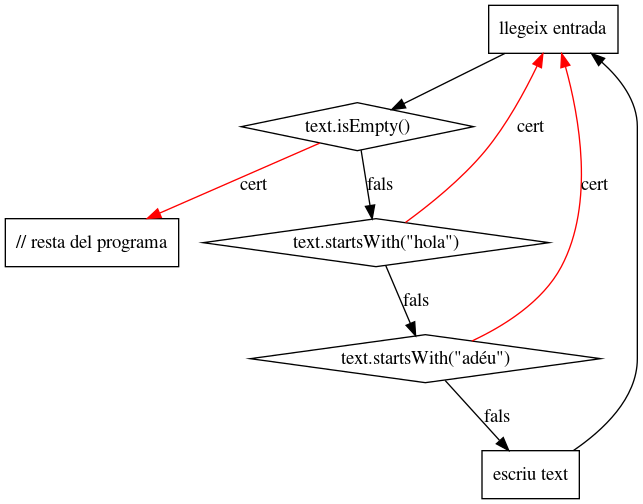 llegeix entrada
text.isEmpty()
cert
cert
cert
fals
// resta del programa
text.startsWith("hola")
fals
text.startsWith("adéu")
fals
escriu text